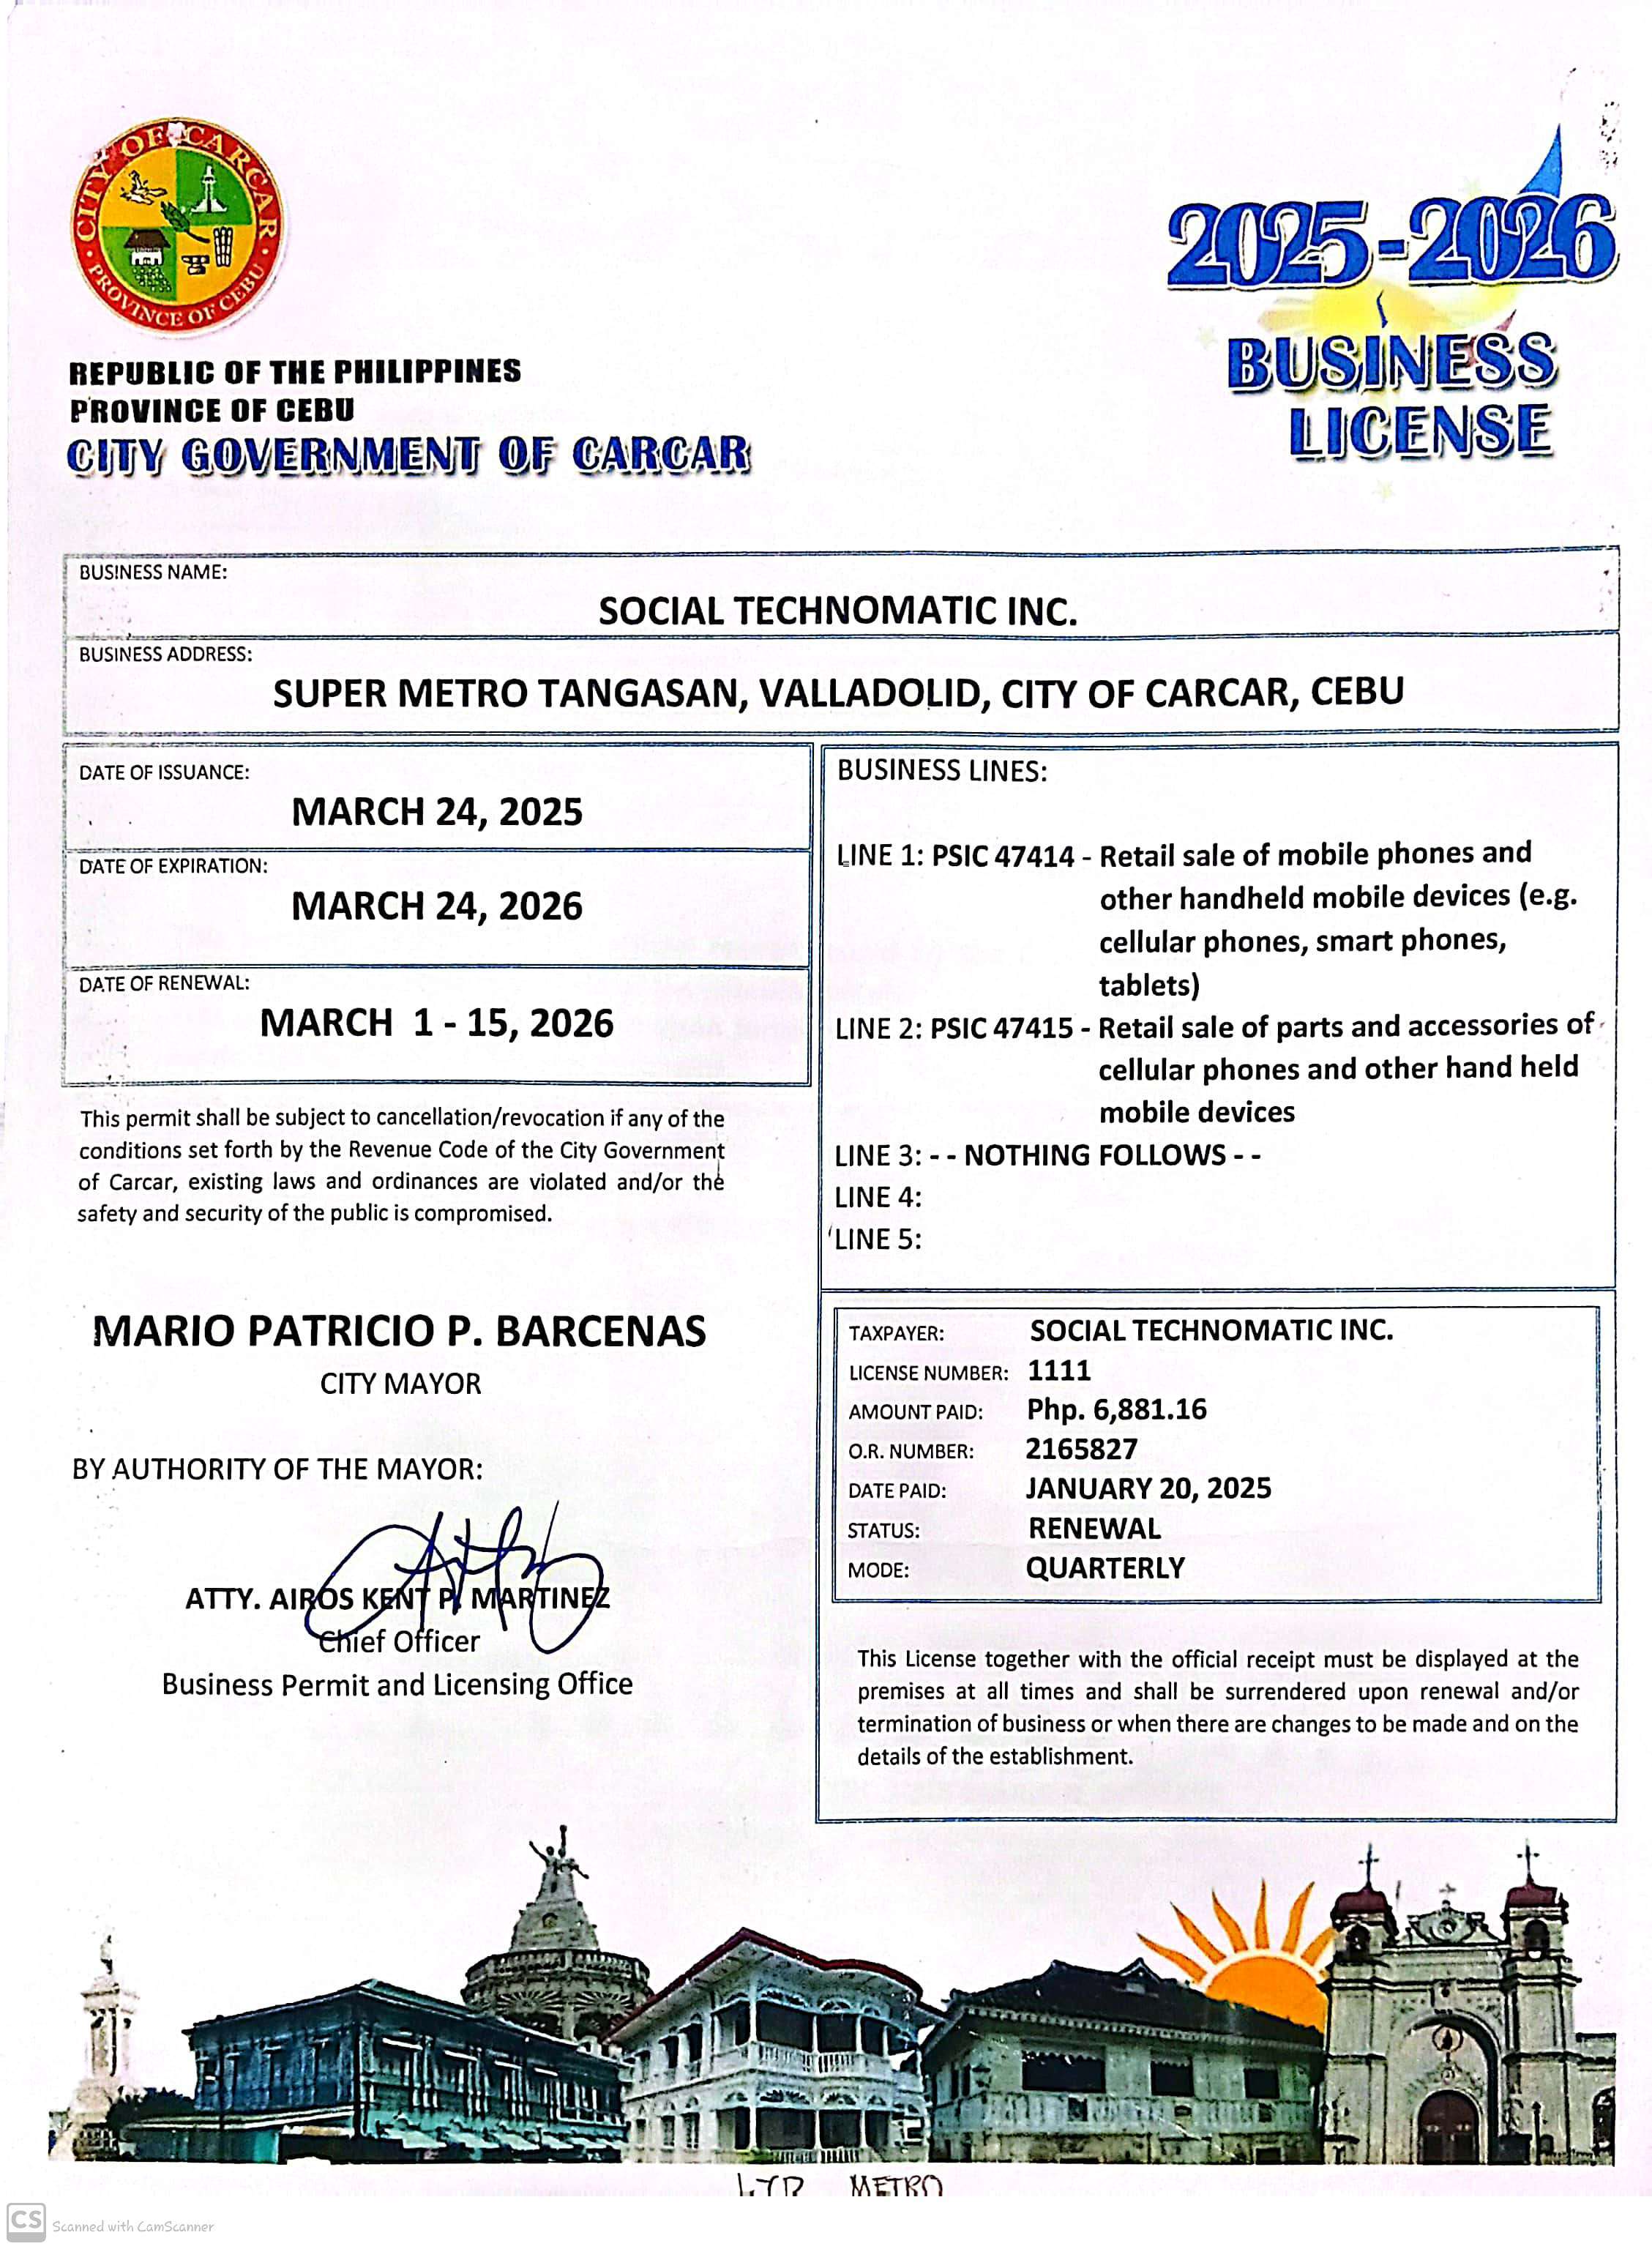 CITY OF CARCAR
PROVINCE OF CEBU
2025-2026
BUSINESS
LICENSE
REPUBLIC OF THE PHILIPPINES
PROVINCE OF CEBU
CITY GOVERNMENT OF CARCAR
BUSINESS NAME:
SOCIAL TECHNOMATIC INC.
BUSINESS ADDRESS:
SUPER METRO TANGASAN, VALLADOLID, CITY OF CARCAR, CEBU
DATE OF ISSUANCE:
MARCH 24, 2025
DATE OF EXPIRATION:
MARCH 24, 2026
DATE OF RENEWAL:
MARCH 1 - 15, 2026
This permit shall be subject to cancellation/revocation if any of the
conditions set forth by the Revenue Code of the City Government
of Carcar, existing laws and ordinances are violated and/or the
safety and security of the public is compromised.
MARIO PATRICIO P. BARCENAS
CITY MAYOR
BY AUTHORITY OF THE MAYOR:
ATTY. AIROS KENT P. MARTINEZ
Chief Officer
Business Permit and Licensing Office
BUSINESS LINES:
LINE 1: PSIC 47414 - Retail sale of mobile phones and
other handheld mobile devices (e.g.
cellular phones, smart phones,
tablets)
LINE 2: PSIC 47415 - Retail sale of parts and accessories of
cellular phones and other hand held
mobile devices
LINE 3: - - NOTHING FOLLOWS - -
LINE 4:
LINE 5:
TAXPAYER: SOCIAL TECHNOMATIC INC.
LICENSE NUMBER: 1111
AMOUNT PAID: Php. 6,881.16
O.R. NUMBER: 2165827
DATE PAID: JANUARY 20, 2025
STATUS: RENEWAL
MODE: QUARTERLY
This License together with the official receipt must be displayed at the
premises at all times and shall be surrendered upon renewal and/or
termination of business or when there are changes to be made and on the
details of the establishment.
METRO
CS Scanned with CamScanner